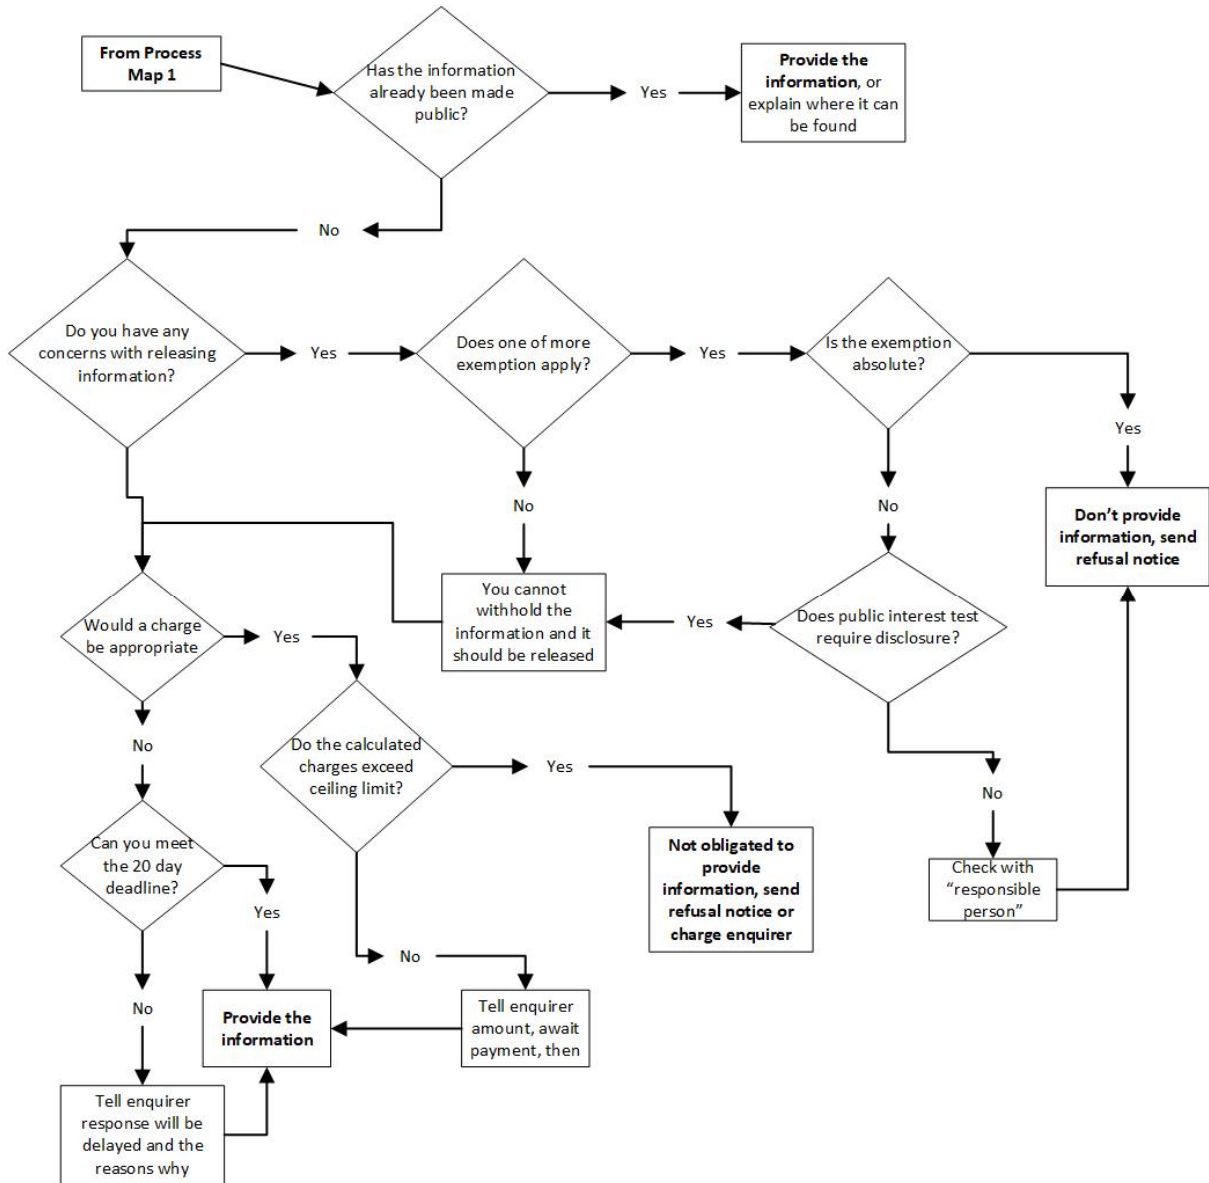 From Process
Map 1
Has the information
already been made
public?
Yes
Provide the
information, or
explain where it can
be found
No
Do you have any
concerns with releasing
information?
Yes
Does one of more
exemption apply?
Yes
Is the exemption
absolute?
Yes
No
No
Don’t provide
information, send
refusal notice
You cannot
withhold the
information and it
should be released
Yes
Does public interest test
require disclosure?
Would a charge
be appropriate
Yes
No
Do the calculated
charges exceed
ceiling limit?
Yes
No
Can you meet
the 20 day
deadline?
Not obligated to
provide
information, send
refusal notice or
charge enquirer
Check with
“responsible
person”
Yes
No
No
Provide the
information
Tell enquirer
amount, await
payment, then
Tell enquirer
response will be
delayed and the
reasons why